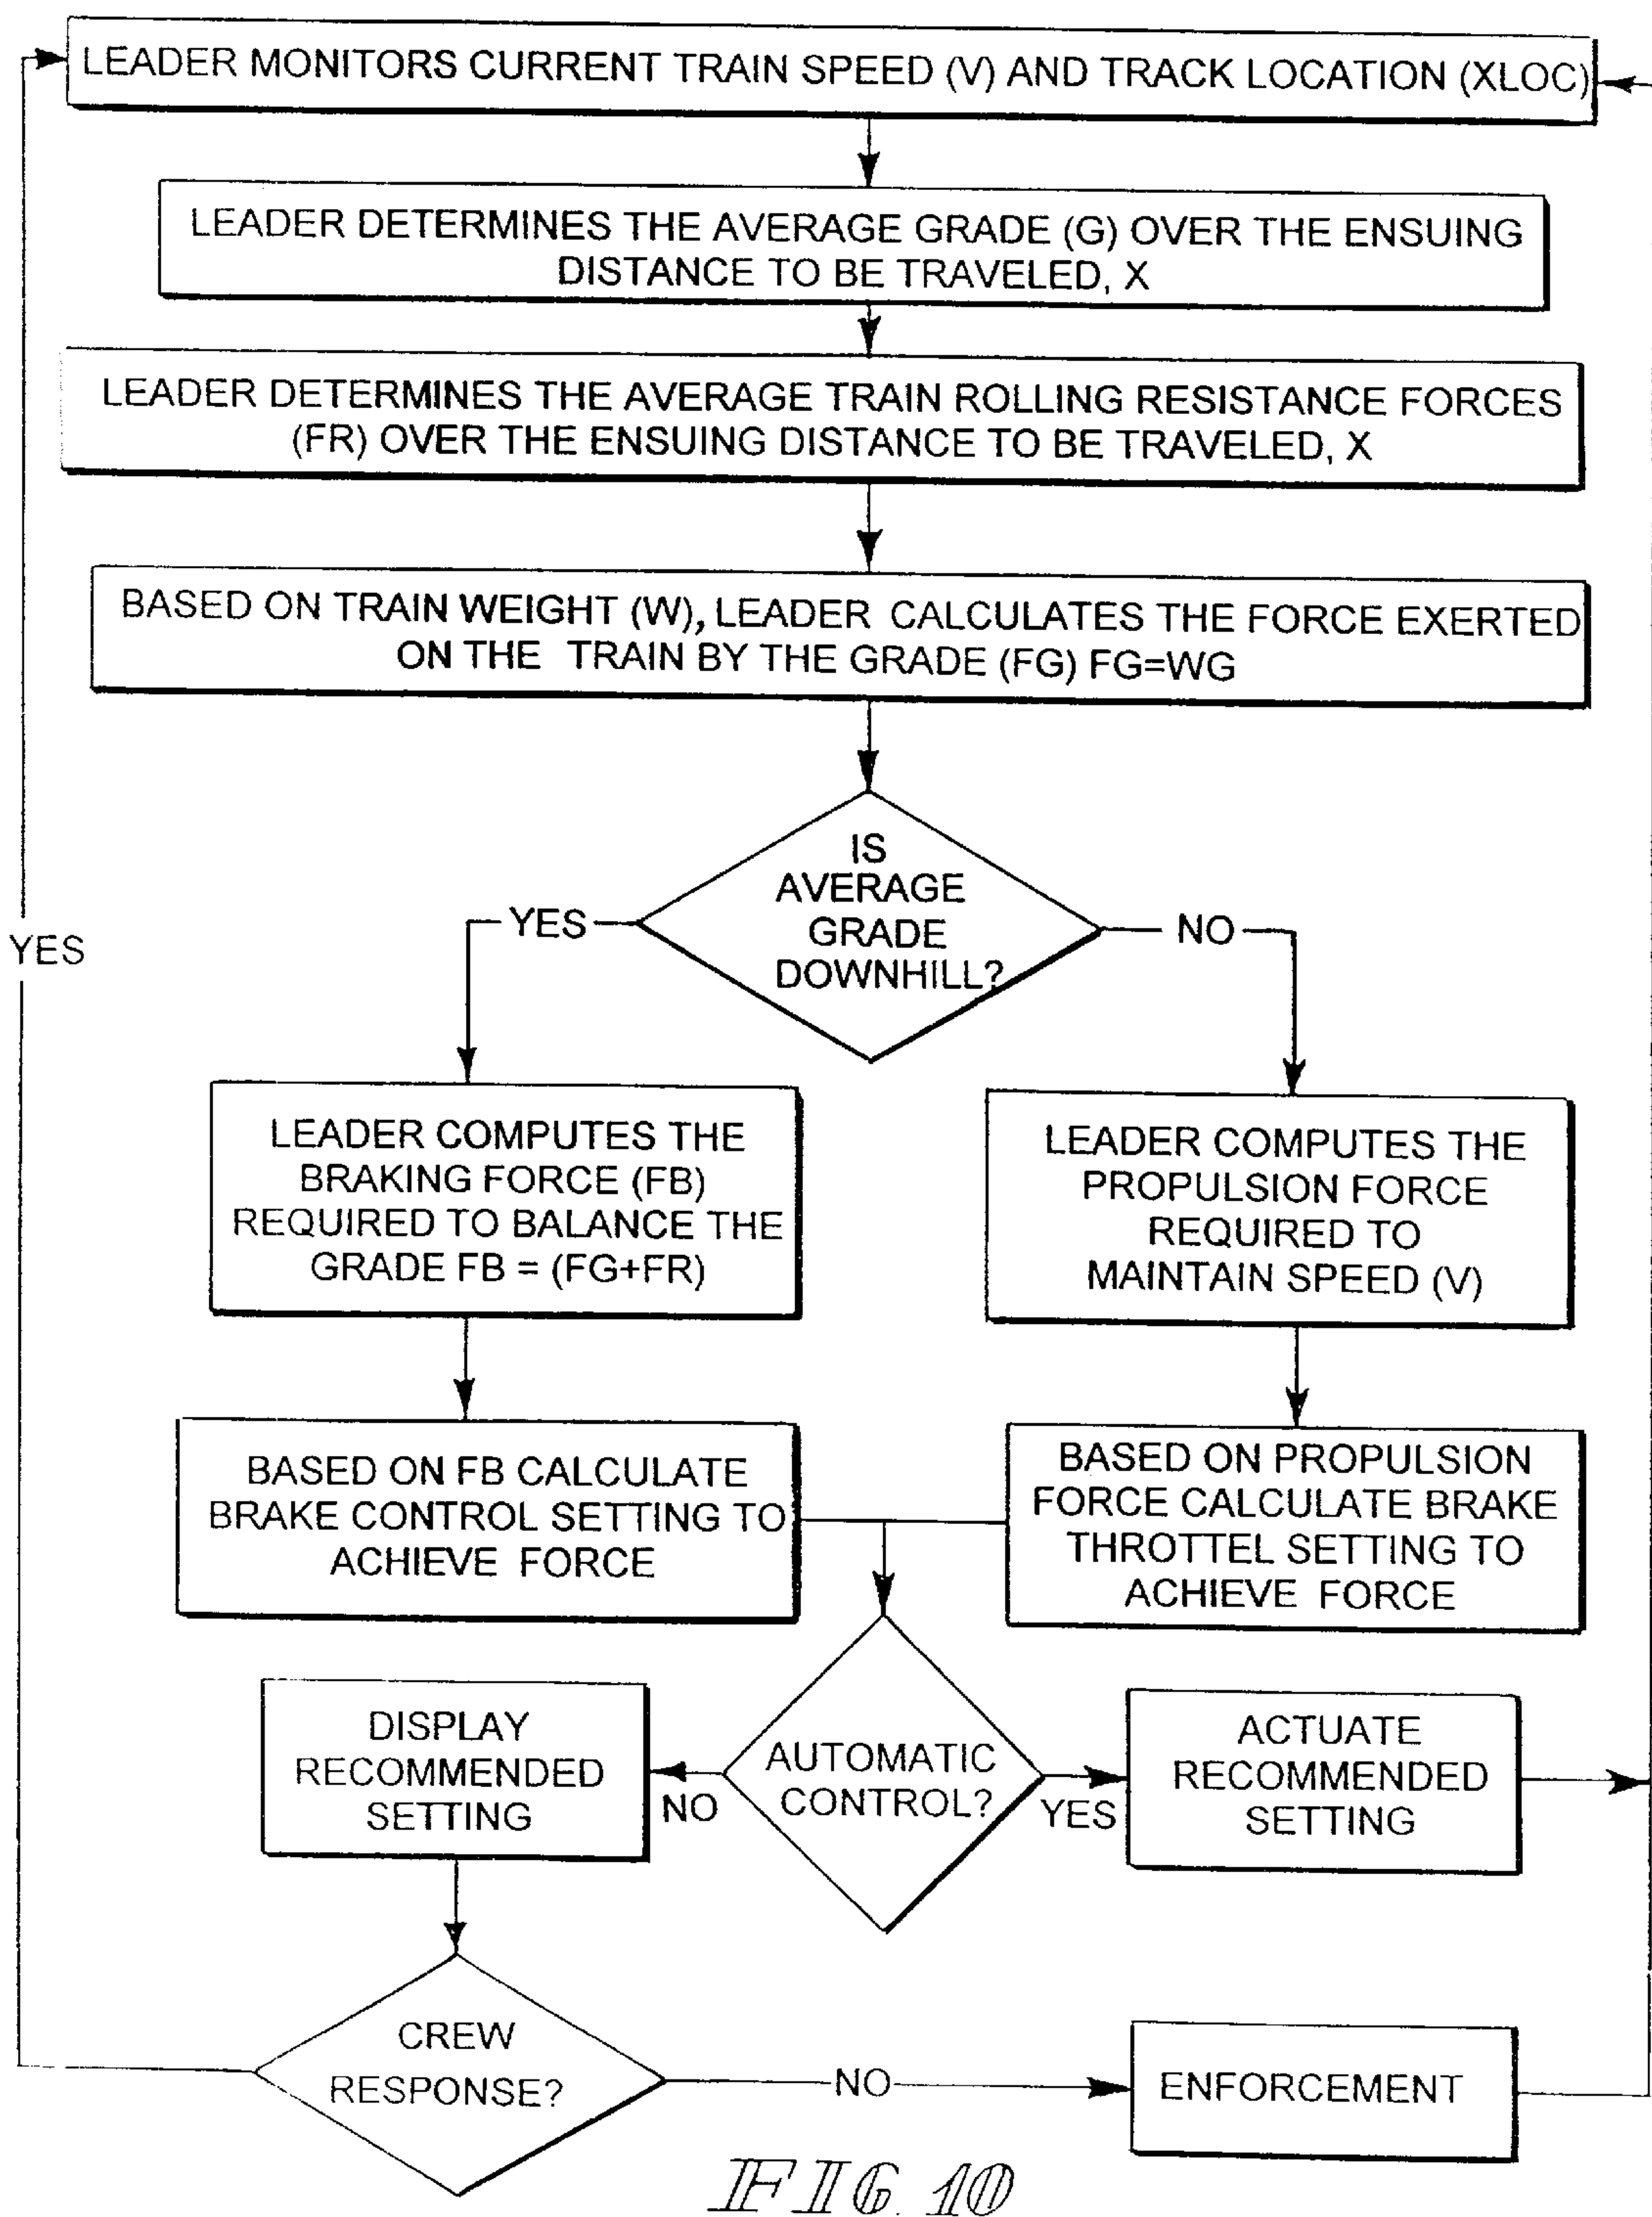 LEADER MONITORS CURRENT TRAIN SPEED (V) AND TRACK LOCATION (XLOC)
LEADER DETERMINES THE AVERAGE GRADE (G) OVER THE ENSUING
DISTANCE TO BE TRAVELED, X
LEADER DETERMINES THE AVERAGE TRAIN ROLLING RESISTANCE FORCES
(FR) OVER THE ENSUING DISTANCE TO BE TRAVELED, X
BASED ON TRAIN WEIGHT (W), LEADER CALCULATES THE FORCE EXERTED
ON THE TRAIN BY THE GRADE (FG) FG=WG
IS
AVERAGE
GRADE
DOWNHILL?
YES
NO
YES
LEADER COMPUTES THE
BRAKING FORCE (FB)
REQUIRED TO BALANCE THE
GRADE FB = (FG+FR)
LEADER COMPUTES THE
PROPULSION FORCE
REQUIRED TO
MAINTAIN SPEED (V)
BASED ON FB CALCULATE
BRAKE CONTROL SETTING TO
ACHIEVE FORCE
BASED ON PROPULSION
FORCE CALCULATE BRAKE
THROTTEL SETTING TO
ACHIEVE FORCE
DISPLAY
RECOMMENDED
SETTING
NO
AUTOMATIC
CONTROL?
YES
ACTUATE
RECOMMENDED
SETTING
CREW
RESPONSE?
NO
ENFORCEMENT
FIG. 10